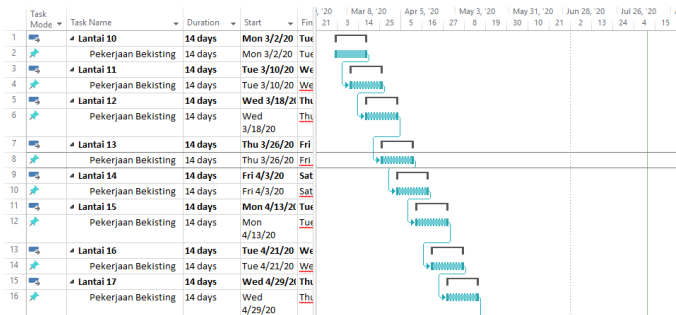 , '20 Mar 8, '20 Apr 5, '20 May 3, '20 May 31, '20 Jun 28, '20 Jul 26, '20
Task Mode Task Name Duration Start Fin 21 3 14 25 5 16 27 8 19 30 10 21 2 13 24 4 15
1 Lantai 10 14 days Mon 3/2/20 Tue
2 Pekerjaan Bekisting 14 days Mon 3/2/20 Tue
3 Lantai 11 14 days Tue 3/10/20 We
4 Pekerjaan Bekisting 14 days Tue 3/10/20 We
5 Lantai 12 14 days Wed 3/18/20 Thu
6 Pekerjaan Bekisting 14 days Wed 3/18/20 Thu
7 Lantai 13 14 days Thu 3/26/20 Fri
8 Pekerjaan Bekisting 14 days Thu 3/26/20 Fri
9 Lantai 14 14 days Fri 4/3/20 Sat
10 Pekerjaan Bekisting 14 days Fri 4/3/20 Sat
11 Lantai 15 14 days Mon 4/13/20 Tue
12 Pekerjaan Bekisting 14 days Mon 4/13/20 Tue
13 Lantai 16 14 days Tue 4/21/20 We
14 Pekerjaan Bekisting 14 days Tue 4/21/20 We
15 Lantai 17 14 days Wed 4/29/20 Thu
16 Pekerjaan Bekisting 14 days Wed 4/29/20 Thu